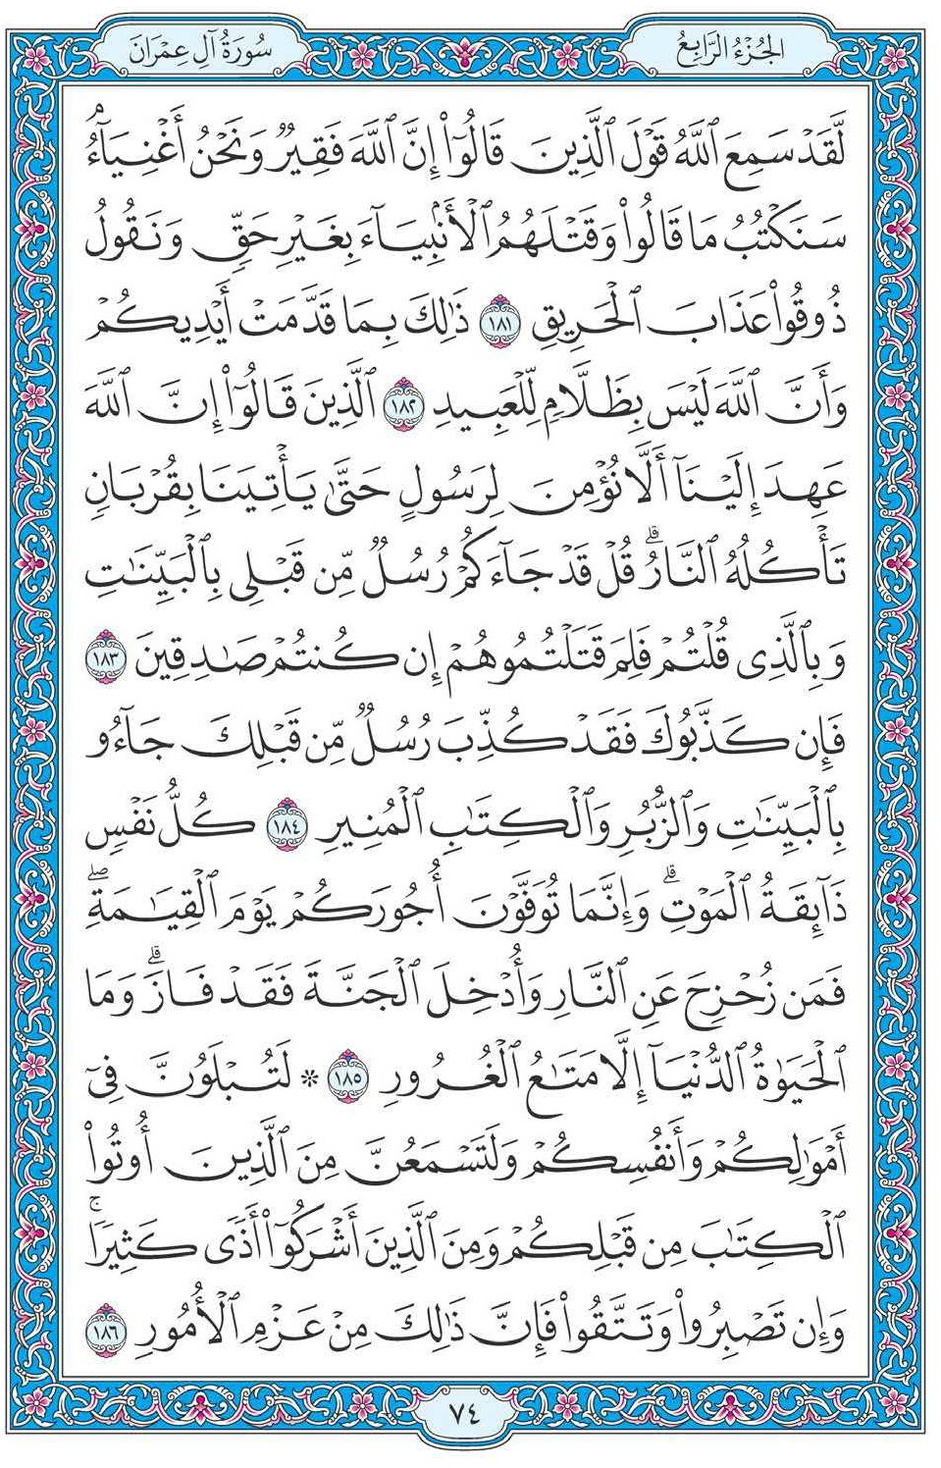 الجُزْءُ الرَّابِعُ
سُورَةُ آلِ عِمْرَانَ
لَّقَدْ سَمِعَ ٱللَّهُ قَوْلَ ٱلَّذِينَ قَالُوٓا۟ إِنَّ ٱللَّهَ فَقِيرٌ وَنَحْنُ أَغْنِيَآءُ ۘ
سَنَكْتُبُ مَا قَالُوا۟ وَقَتْلَهُمُ ٱلْأَنۢبِيَآءَ بِغَيْرِ حَقٍّ وَنَقُولُ
ذُوقُوا۟ عَذَابَ ٱلْحَرِيقِ ١٨١ ذَٰلِكَ بِمَا قَدَّمَتْ أَيْدِيكُمْ
وَأَنَّ ٱللَّهَ لَيْسَ بِظَلَّامٍ لِّلْعَبِيدِ ١٨٢ ٱلَّذِينَ قَالُوٓا۟ إِنَّ ٱللَّهَ
عَهِدَ إِلَيْنَآ أَلَّا نُؤْمِنَ لِرَسُولٍ حَتَّىٰ يَأْتِيَنَا بِقُرْبَانٍ
تَأْكُلُهُ ٱلنَّارُ ۗ قُلْ قَدْ جَآءَكُمْ رُسُلٌ مِّن قَبْلِى بِٱلْبَيِّنَٰتِ
وَبِٱلَّذِى قُلْتُمْ فَلِمَ قَتَلْتُمُوهُمْ إِن كُنتُمْ صَٰدِقِينَ ١٨٣
فَإِن كَذَّبُوكَ فَقَدْ كُذِّبَ رُسُلٌ مِّن قَبْلِكَ جَآءُو
بِٱلْبَيِّنَٰتِ وَٱلزُّبُرِ وَٱلْكِتَٰبِ ٱلْمُنِيرِ ١٨٤ كُلُّ نَفْسٍ
ذَآئِقَةُ ٱلْمَوْتِ ۗ وَإِنَّمَا تُوَفَّوْنَ أُجُورَكُمْ يَوْمَ ٱلْقِيَٰمَةِ ۖ
فَمَن زُحْزِحَ عَنِ ٱلنَّارِ وَأُدْخِلَ ٱلْجَنَّةَ فَقَدْ فَازَ ۗ وَمَا
ٱلْحَيَوٰةُ ٱلدُّنْيَآ إِلَّا مَتَٰعُ ٱلْغُرُورِ ١٨٥ * لَتُبْلَوُنَّ فِىٓ
أَمْوَٰلِكُمْ وَأَنفُسِكُمْ وَلَتَسْمَعُنَّ مِنَ ٱلَّذِينَ أُوتُوا۟
ٱلْكِتَٰبَ مِن قَبْلِكُمْ وَمِنَ ٱلَّذِينَ أَشْرَكُوٓا۟ أَذًى كَثِيرًا ۚ
وَإِن تَصْبِرُوا۟ وَتَتَّقُوا۟ فَإِنَّ ذَٰلِكَ مِنْ عَزْمِ ٱلْأُمُورِ ١٨٦
٧٤